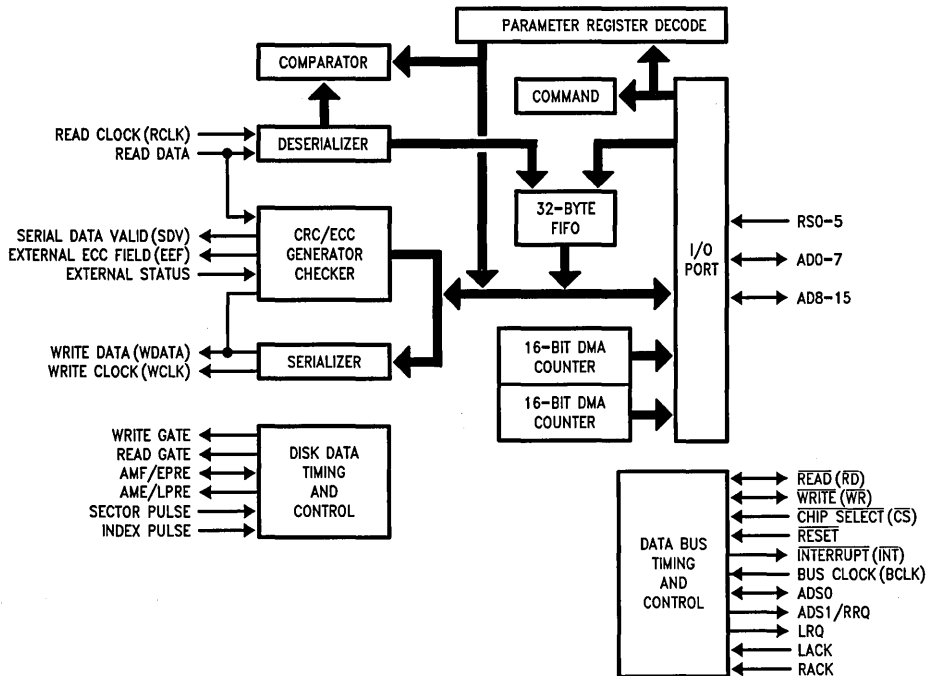 PARAMETER REGISTER DECODE
COMPARATOR
COMMAND
READ CLOCK (RCLK)
READ DATA
DESERIALIZER
32-BYTE
FIFO
I/O
PORT
RS0-5
AD0-7
AD8-15
SERIAL DATA VALID (SDV)
EXTERNAL ECC FIELD (EEF)
EXTERNAL STATUS
CRC/ECC
GENERATOR
CHECKER
WRITE DATA (WDATA)
WRITE CLOCK (WCLK)
SERIALIZER
16-BIT DMA
COUNTER
16-BIT DMA
COUNTER
WRITE GATE
READ GATE
AMF/EPRE
AME/LPRE
SECTOR PULSE
INDEX PULSE
DISK DATA
TIMING
AND
CONTROL
DATA BUS
TIMING
AND
CONTROL
READ (RD)
WRITE (WR)
CHIP SELECT (CS)
RESET
INTERRUPT (INT)
BUS CLOCK (BCLK)
ADS0
ADS1/RRQ
LRQ
LACK
RACK